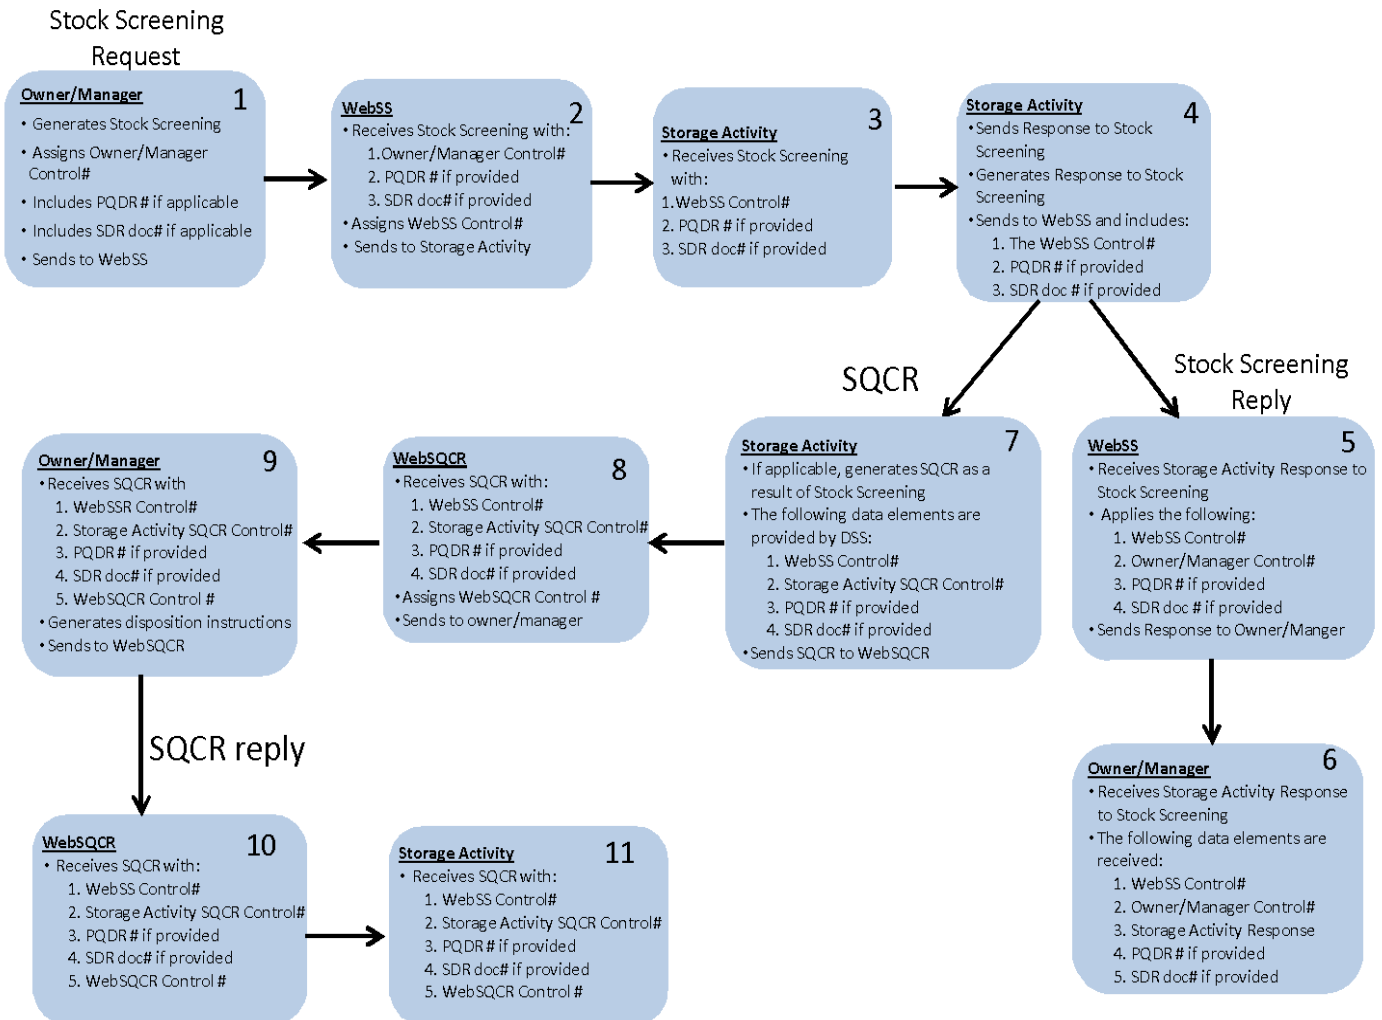 Stock Screening
Request
Owner/Manager
1
• Generates Stock Screening
• Assigns Owner/Manager
Control#
• Includes PQDR # if applicable
• Includes SDR doc# if applicable
• Sends to WebSS
WebSS
2
• Receives Stock Screening with:
1.Owner/Manager Control#
2. PQDR # if provided
3. SDR doc# if provided
• Assigns WebSS Control#
• Sends to Storage Activity
Storage Activity
3
• Receives Stock Screening
with:
1.WebSS Control#
2. PQDR # if provided
3. SDR doc# if provided
Storage Activity
4
• Sends Response to Stock
Screening
• Generates Response to Stock
Screening
• Sends to WebSS and includes:
1. The WebSS Control#
2. PQDR # if provided
3. SDR doc # if provided
SQCR
Stock Screening
Reply
WebSS
5
• Receives Storage Activity Response to
Stock Screening
• Applies the following:
1. WebSS Control#
2. Owner/Manager Control#
3. PQDR # if provided
4. SDR doc # if provided
• Sends Response to Owner/Manger
Owner/Manager
6
• Receives Storage Activity Response
to Stock Screening
• The following data elements are
received:
1. WebSS Control#
2. Owner/Manager Control#
3. Storage Activity Response
4. PQDR # if provided
5. SDR doc# if provided
Storage Activity
7
• If applicable, generates SQCR as a
result of Stock Screening
• The following data elements are
provided by DSS:
1. WebSS Control#
2. Storage Activity SQCR Control#
3. PQDR # if provided
4. SDR doc# if provided
• Sends SQCR to WebSQCR
WebSQCR
8
• Receives SQCR with:
1. WebSS Control#
2. Storage Activity SQCR Control#
3. PQDR # if provided
4. SDR doc# if provided
• Assigns WebSQCR Control #
• Sends to owner/manager
Owner/Manager
9
• Receives SQCR with
1. WebSSR Control#
2. Storage Activity SQCR Control#
3. PQDR # if provided
4. SDR doc# if provided
5. WebSQCR Control #
• Generates disposition instructions
• Sends to WebSQCR
SQCR reply
WebSQCR
10
• Receives SQCR with:
1. WebSS Control#
2. Storage Activity SQCR Control#
3. PQDR # if provided
4. SDR doc# if provided
5. WebSQCR Control #
Storage Activity
11
• Receives SQCR with:
1. WebSS Control#
2. Storage Activity SQCR Control#
3. PQDR # if provided
4. SDR doc# if provided
5. WebSQCR Control #